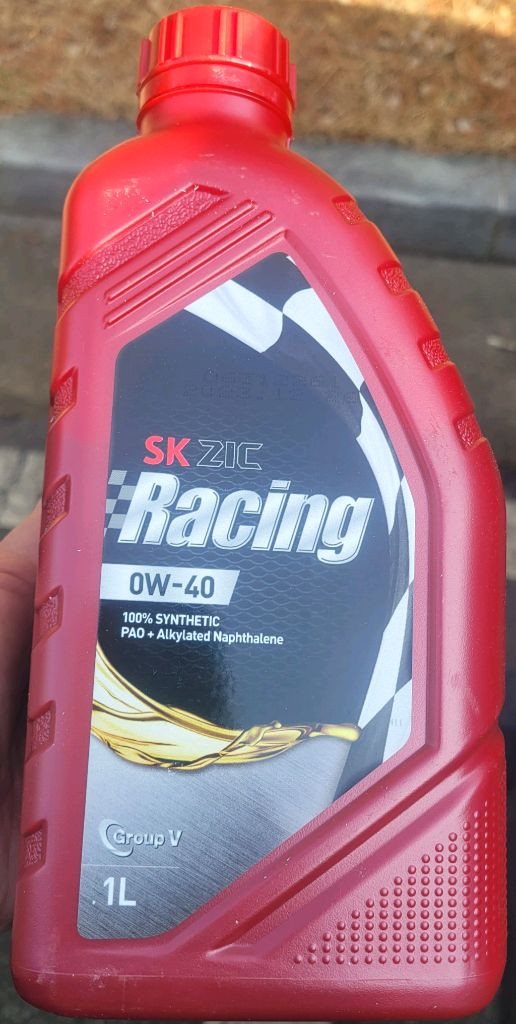 SK ZIC
Racing
0W-40
100% SYNTHETIC
PAO + Alkylated Naphthalene
Group V
1L